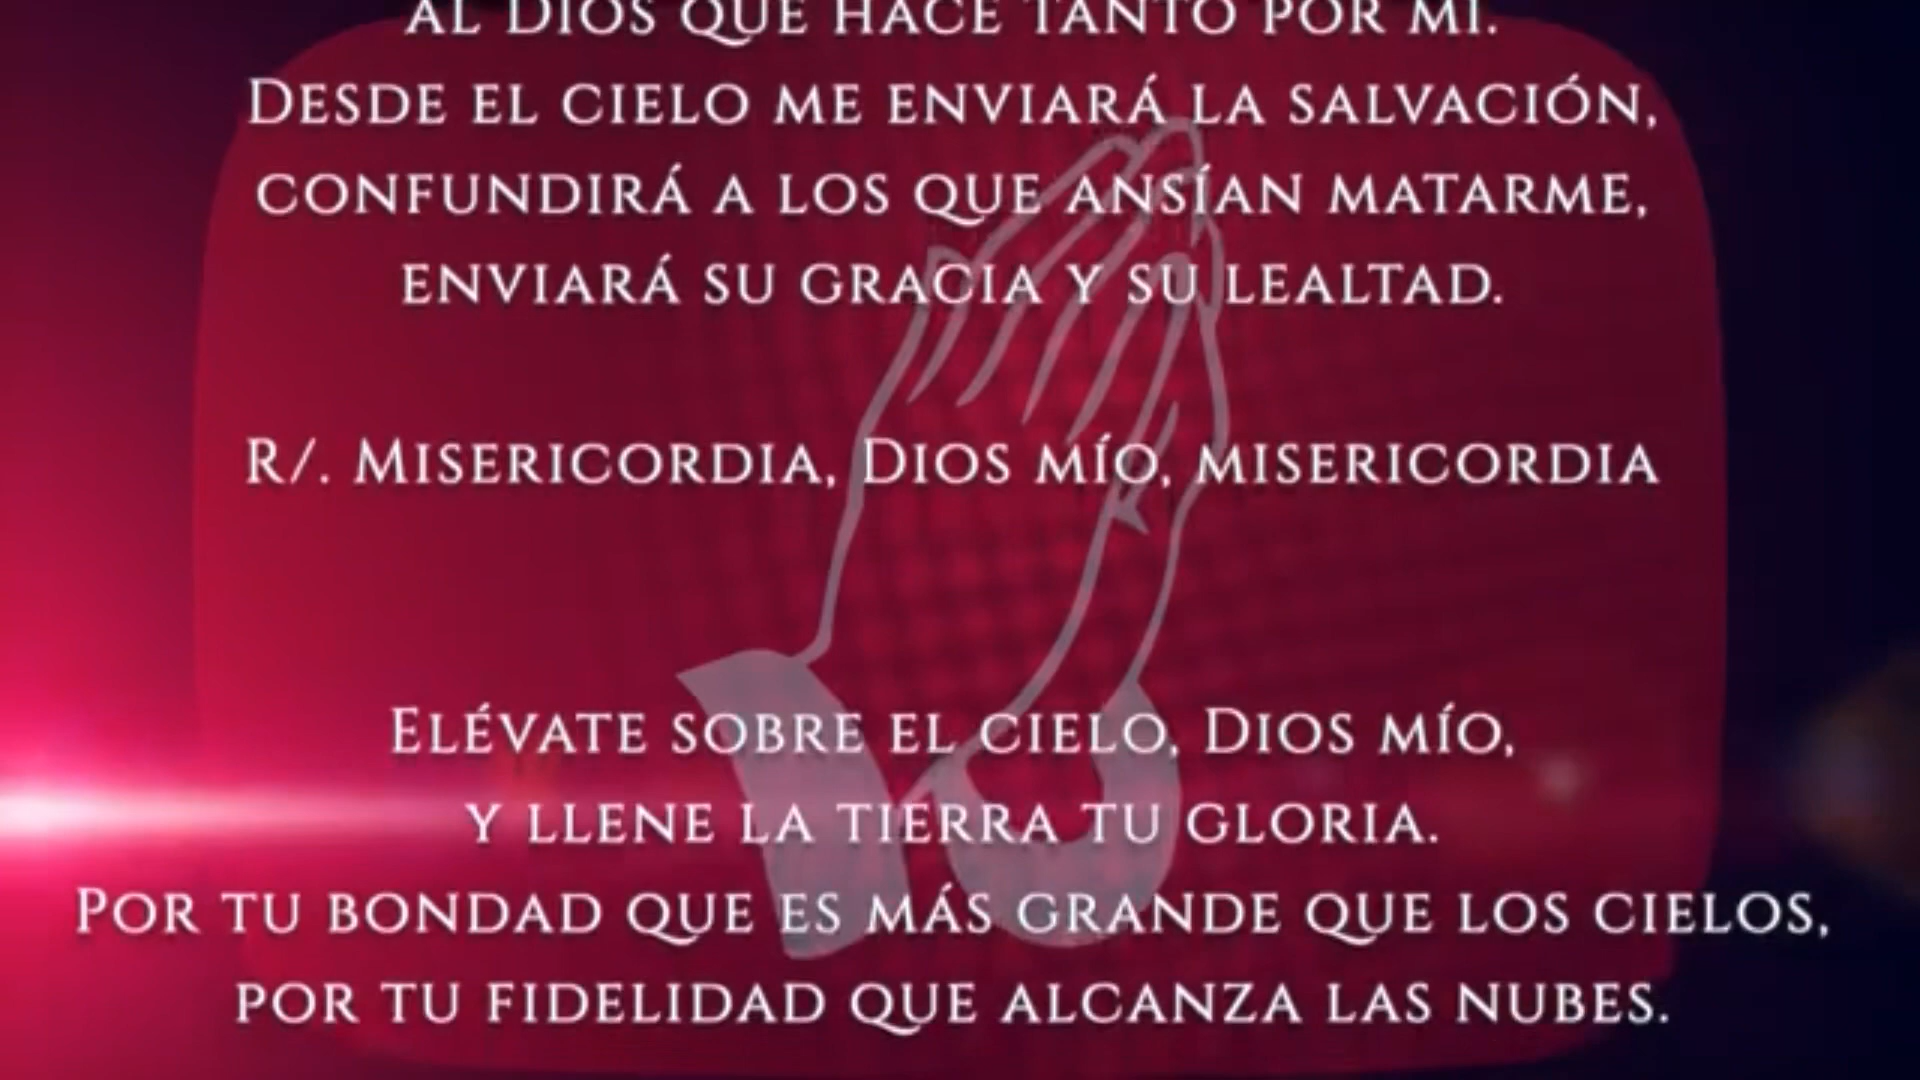 AL DIOS QUE HACE TANTO POR MÍ.
DESDE EL CIELO ME ENVIARÁ LA SALVACIÓN,
CONFUNDIRÁ A LOS QUE ANSÍAN MATARME,
ENVIARÁ SU GRACIA Y SU LEALTAD.
R/. MISERICORDIA, DIOS MÍO, MISERICORDIA
ELÉVATE SOBRE EL CIELO, DIOS MÍO,
Y LLENE LA TIERRA TU GLORIA.
POR TU BONDAD QUE ES MÁS GRANDE QUE LOS CIELOS,
POR TU FIDELIDAD QUE ALCANZA LAS NUBES.